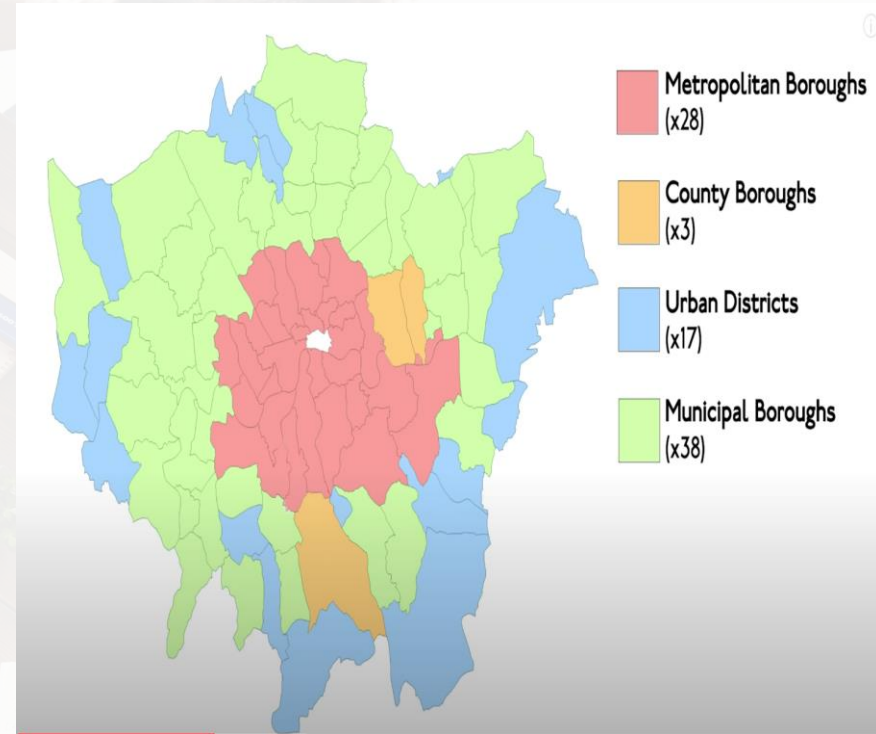 Metropolitan Boroughs
(x28)
County Boroughs
(x3)
Urban Districts
(x17)
Municipal Boroughs
(x38)